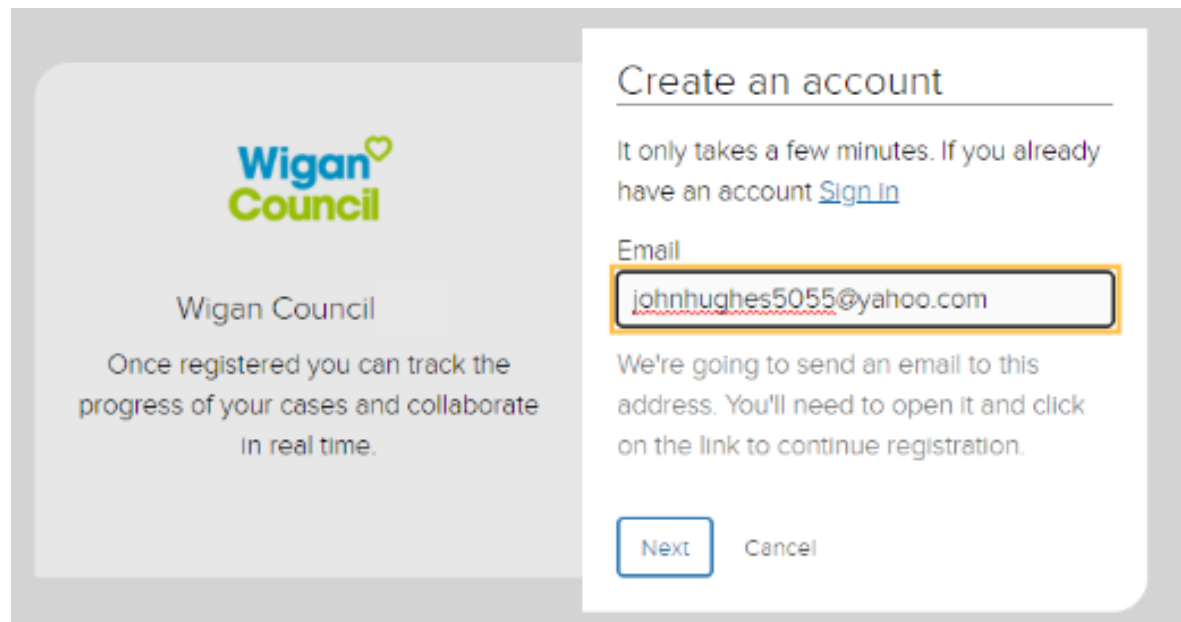 Wigan
Council
Wigan Council
Once registered you can track the
progress of your cases and collaborate
in real time.
Create an account
It only takes a few minutes. If you already
have an account Sign in
Email
johnhughes5055@yahoo.com
We're going to send an email to this
address. You'll need to open it and click
on the link to continue registration.
Next
Cancel